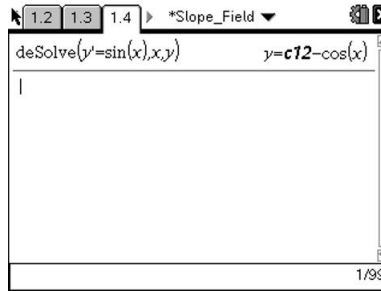 1.2 1.3 1.4 *Slope_Field
deSolve(y'=sin(x),x,y) y=c12-cos(x)
1/99